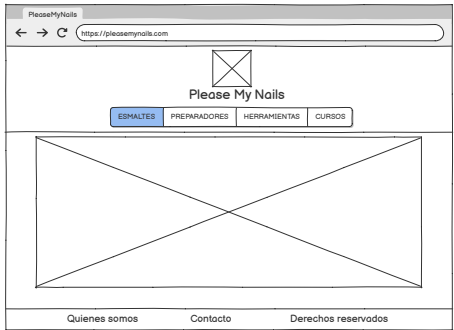 PleaseMyNails
https://pleasemynails.com
Please My Nails
ESMALTES PREPARADORES HERRAMIENTAS CURSOS
Quienes somos Contacto Derechos reservados